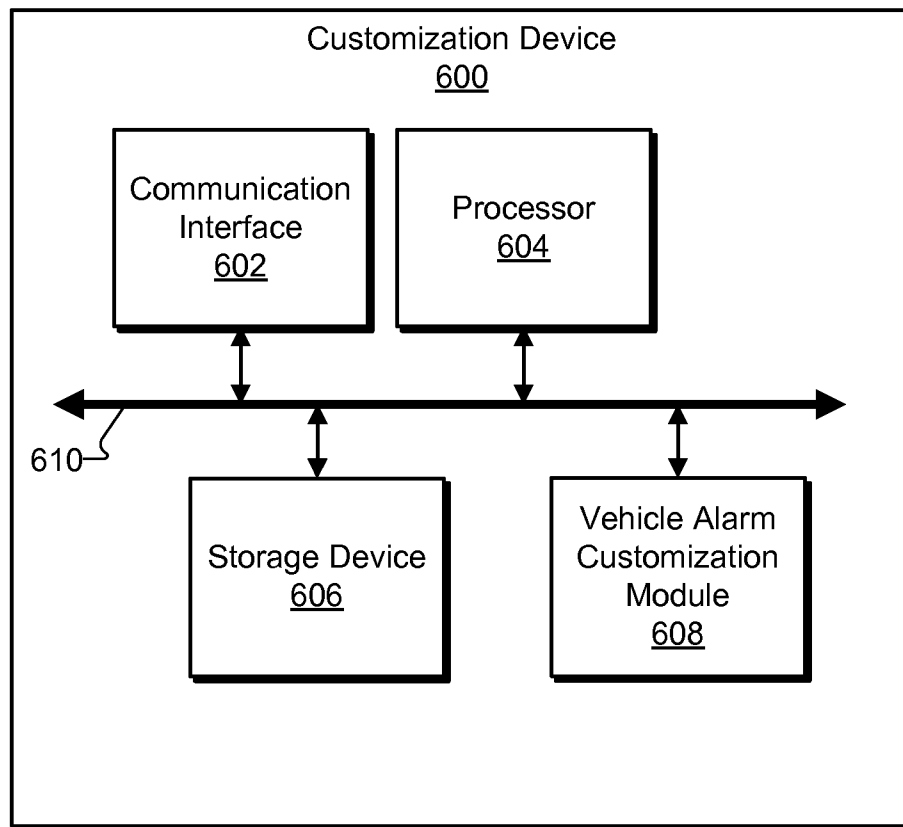 Customization Device
600
Communication
Interface
602
Processor
604
610
Storage Device
606
Vehicle Alarm
Customization
Module
608